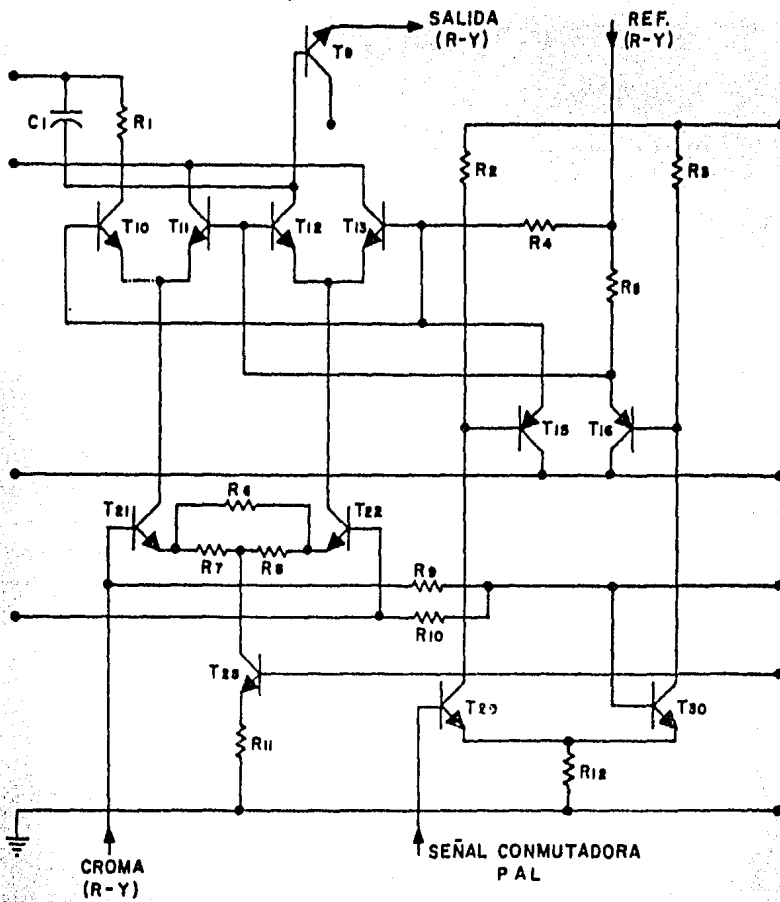 SALIDA
(R-Y)
REF.
(R-Y)
T9
C1
R1
R2
R3
T10
T11
T12
T13
R4
R5
T15
T16
T21
R6
T22
R7
R8
R9
R10
T23
T29
T30
R11
R12
CROMA
(R-Y)
SEÑAL CONMUTADORA
PAL